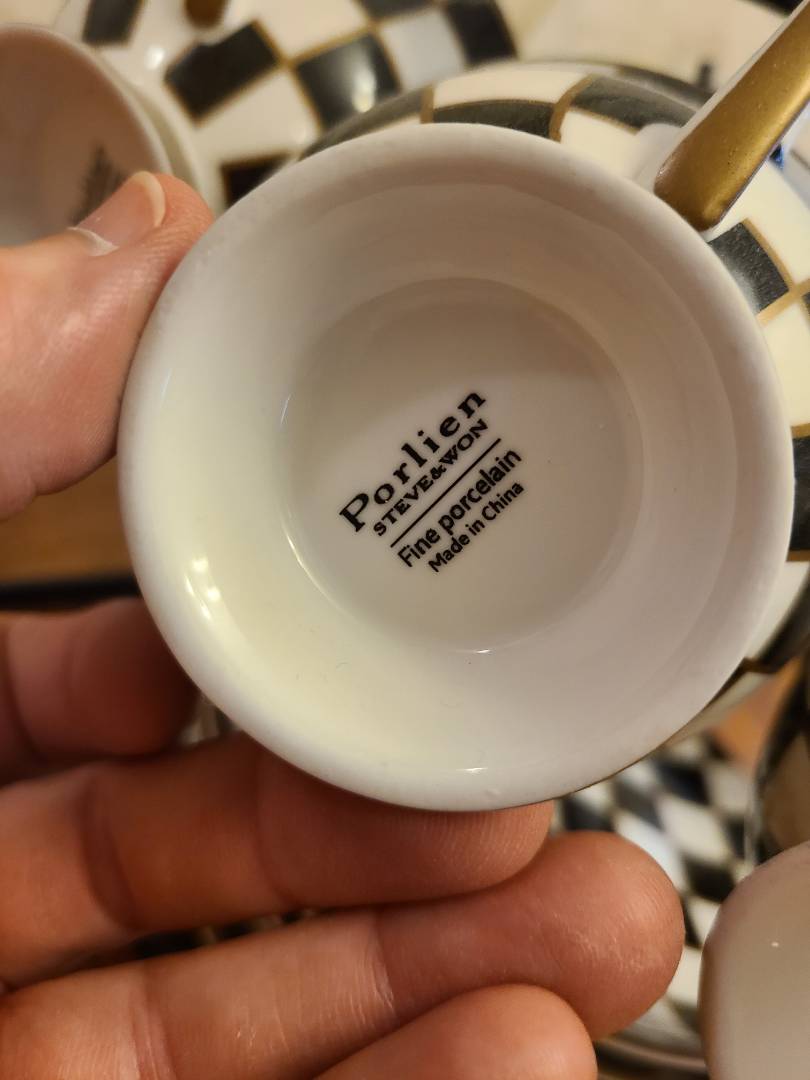 Porlien
STEVE&WON
Fine porcelain
Made in China